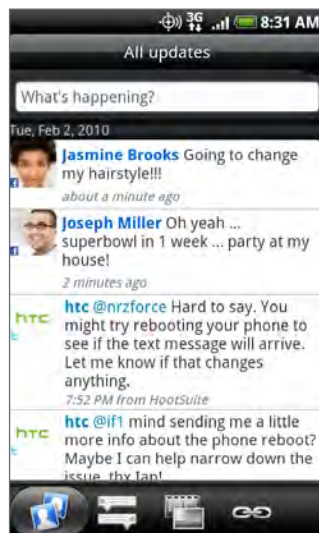 3G 8:31 AM
All updates
What's happening?
Tue, Feb 2, 2010
Jasmine Brooks Going to change
my hairstyle!!!
about a minute ago
Joseph Miller Oh yeah ...
superbowl in 1 week ... party at my
house!
2 minutes ago
htc
htc @nrzforce Hard to say. You
might try rebooting your phone to
see if the text message will arrive.
Let me know if that changes
anything.
7:52 PM from HootSuite
htc
htc @if1 mind sending me a little
more info about the phone reboot?
Maybe I can help narrow down the
issue. thx Ian!